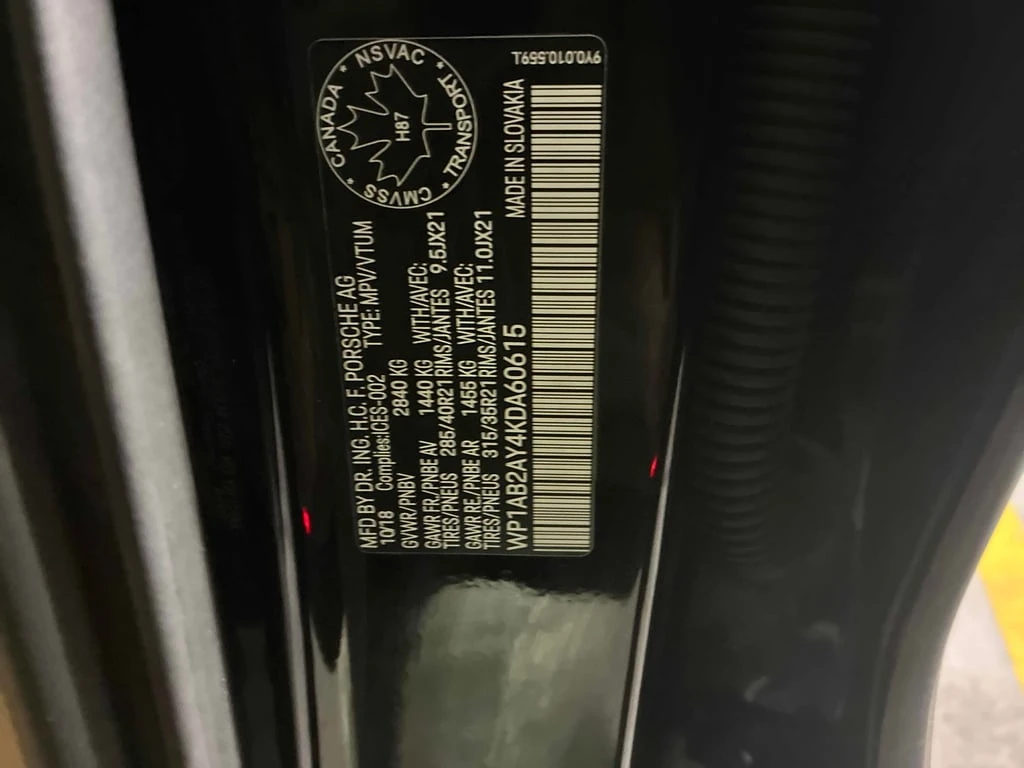 MFD BY DR. ING. H.C. F. PORSCHE AG
10/18 Complies:ICES-002 TYPE:MPV/VTUM
GVWR/PNBV 2840 KG
GAWR FR./PNBE AV 1440 KG WITH/AVEC:
TIRES/PNEUS 285/40R21 RIMS/JANTES 9.5JX21
GAWR RE./PNBE AR 1455 KG WITH/AVEC:
TIRES/PNEUS 315/35R21 RIMS/JANTES 11.0JX21
WP1AB2AY4KDA60615 MADE IN SLOVAKIA
CANADA * NSVAC * TRANSPORT * CMVSS *
H87
9Y0.010.559.1